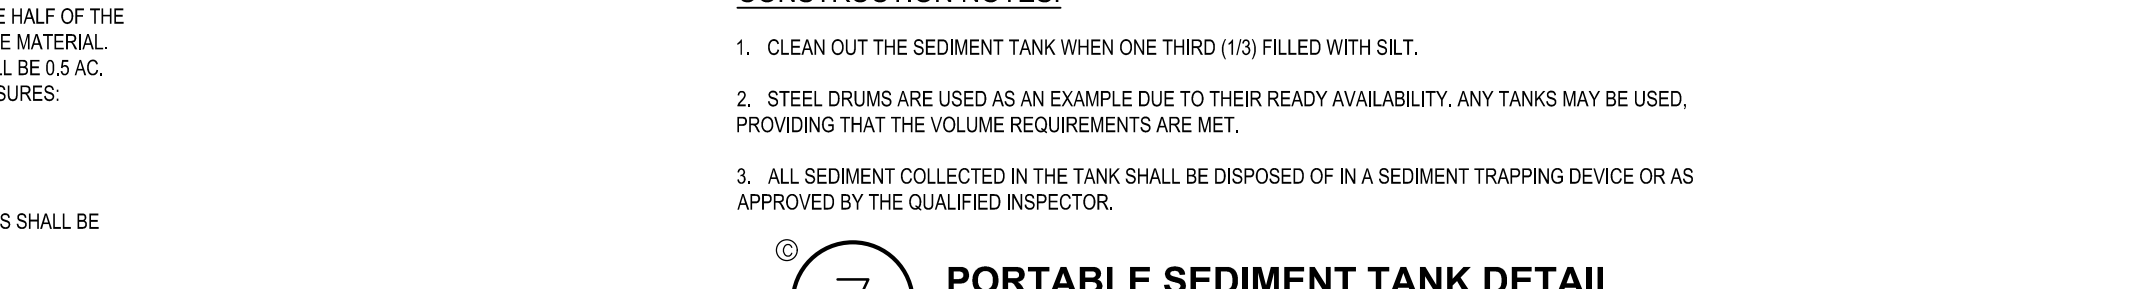 E HALF OF THE
E MATERIAL.
LL BE 0.5 AC.
SURES:
S SHALL BE
CONSTRUCTION NOTES:
1. CLEAN OUT THE SEDIMENT TANK WHEN ONE THIRD (1/3) FILLED WITH SILT.
2. STEEL DRUMS ARE USED AS AN EXAMPLE DUE TO THEIR READY AVAILABILITY. ANY TANKS MAY BE USED,
PROVIDING THAT THE VOLUME REQUIREMENTS ARE MET.
3. ALL SEDIMENT COLLECTED IN THE TANK SHALL BE DISPOSED OF IN A SEDIMENT TRAPPING DEVICE OR AS
APPROVED BY THE QUALIFIED INSPECTOR.
©
7
PORTABLE SEDIMENT TANK DETAIL